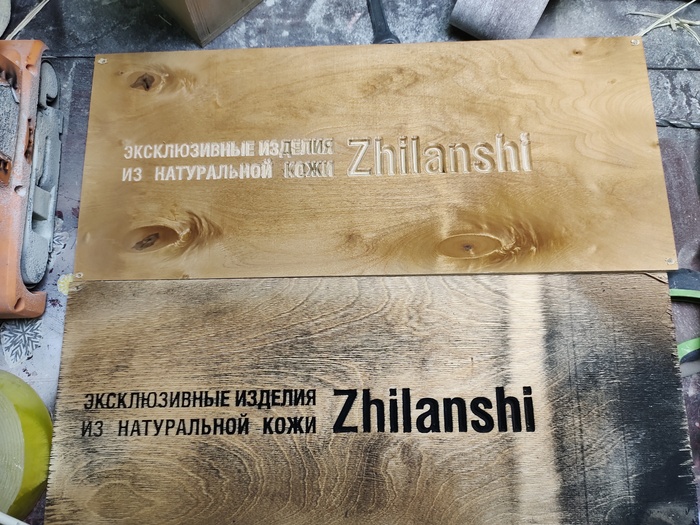 ЭКСКЛЮЗИВНЫЕ ИЗДЕЛИЯ
ИЗ НАТУРАЛЬНОЙ КОЖИ
Zhilanshi
ЭКСКЛЮЗИВНЫЕ ИЗДЕЛИЯ
ИЗ НАТУРАЛЬНОЙ КОЖИ
Zhilanshi